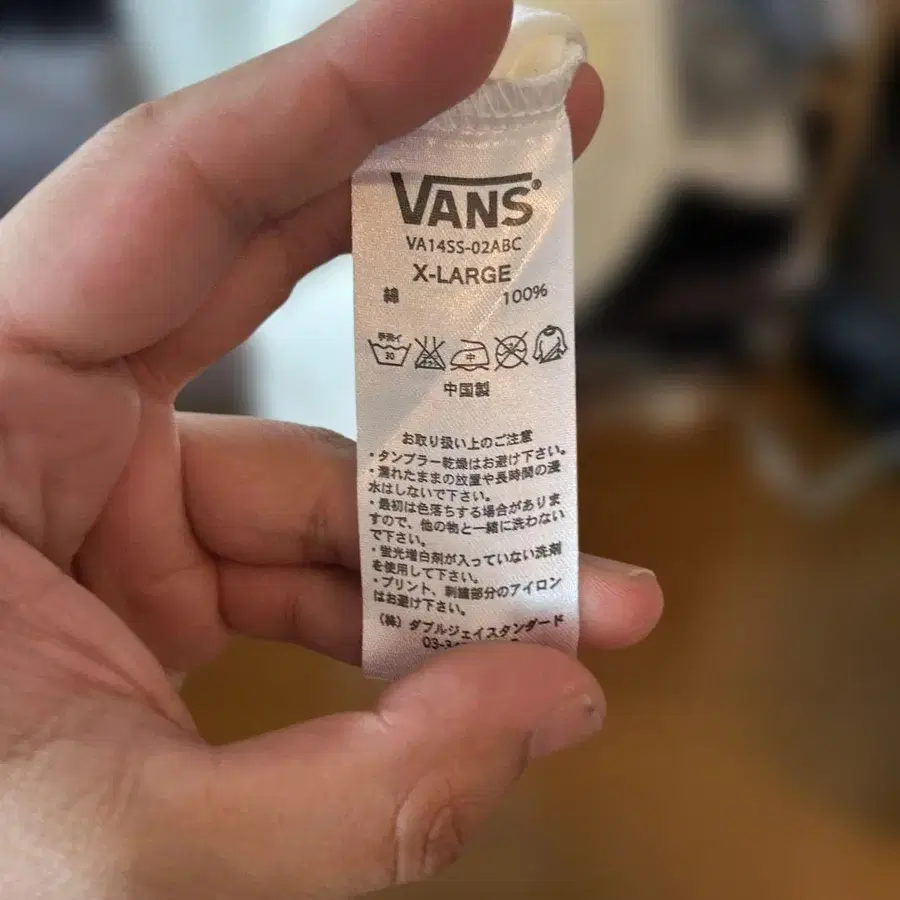 VANS
VA14SS-02ABC
X-LARGE
綿 100%
手洗イ
30
中
中国製
お取り扱い上のご注意
・タンブラー乾燥はお避け下さい。
・濡れたままの放置や長時間の浸
水はしないで下さい。
・最初は色落ちする場合がありま
すので、他の物と一緒に洗わない
で下さい。
・蛍光増白剤が入っていない洗剤
を使用して下さい。
・プリント、刺繍部分のアイロン
はお避け下さい。
(株)ダブルジェイスタンダード